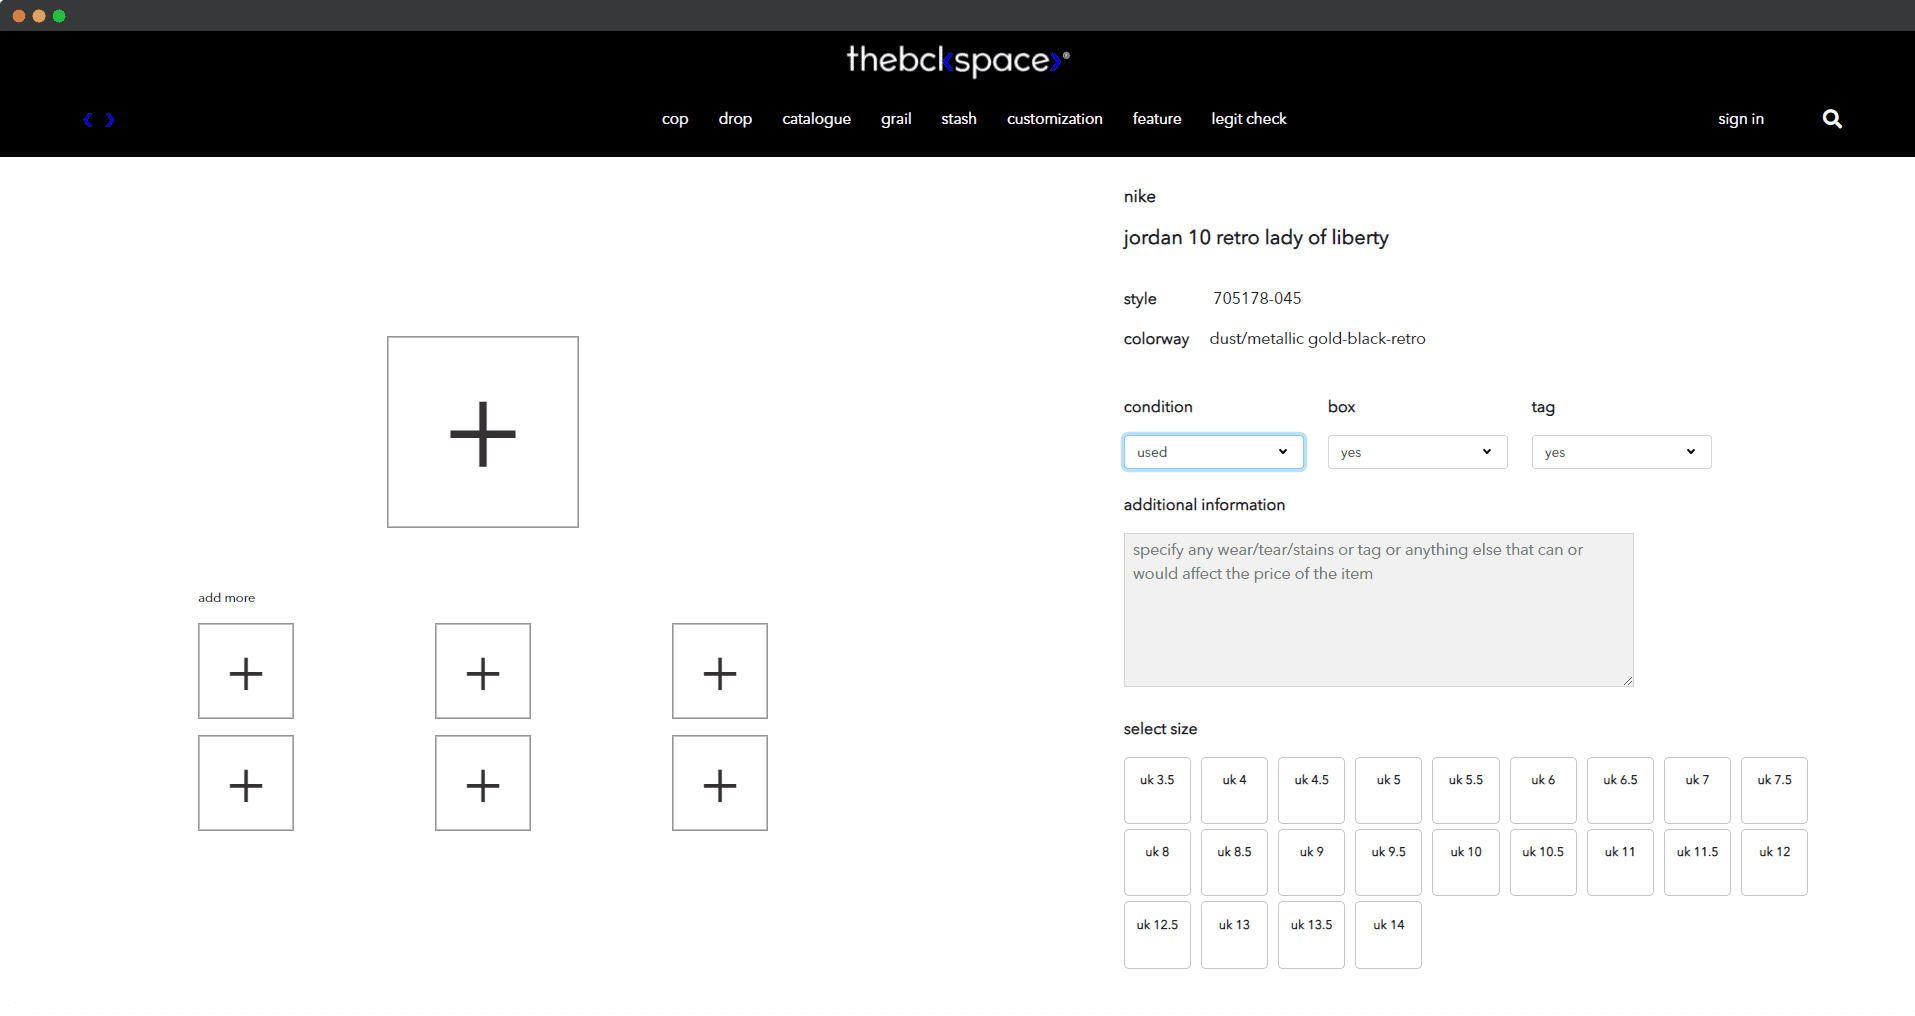 thebckspace®
cop drop catalogue grail stash customization feature legit check sign in
nike
jordan 10 retro lady of liberty
style 705178-045
colorway dust/metallic gold-black-retro
condition box tag
used yes yes
additional information
specify any wear/tear/stains or tag or anything else that can or
would affect the price of the item
add more
select size
uk 3.5 uk 4 uk 4.5 uk 5 uk 5.5 uk 6 uk 6.5 uk 7 uk 7.5
uk 8 uk 8.5 uk 9 uk 9.5 uk 10 uk 10.5 uk 11 uk 11.5 uk 12
uk 12.5 uk 13 uk 13.5 uk 14